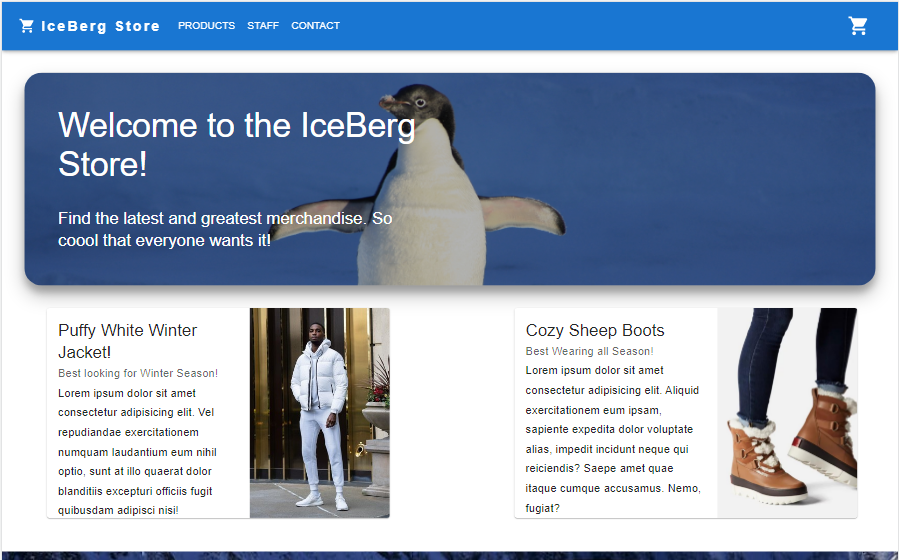 IceBerg Store PRODUCTS STAFF CONTACT
Welcome to the IceBerg
Store!
Find the latest and greatest merchandise. So
coool that everyone wants it!
Puffy White Winter
Jacket!
Best looking for Winter Season!
Lorem ipsum dolor sit amet
consectetur adipisicing elit. Vel
repudiandae exercitationem
numquam laudantium eum nihil
optio, sunt at illo quaerat dolor
blanditiis excepturi officiis fugit
quibusdam adipisci nisi!
Cozy Sheep Boots
Best Wearing all Season!
Lorem ipsum dolor sit amet
consectetur adipisicing elit. Aliquid
exercitationem eum ipsam,
sapiente expedita dolor voluptate
alias, impedit incidunt neque qui
reiciendis? Saepe amet quae
itaque cumque accusamus. Nemo,
fugiat?